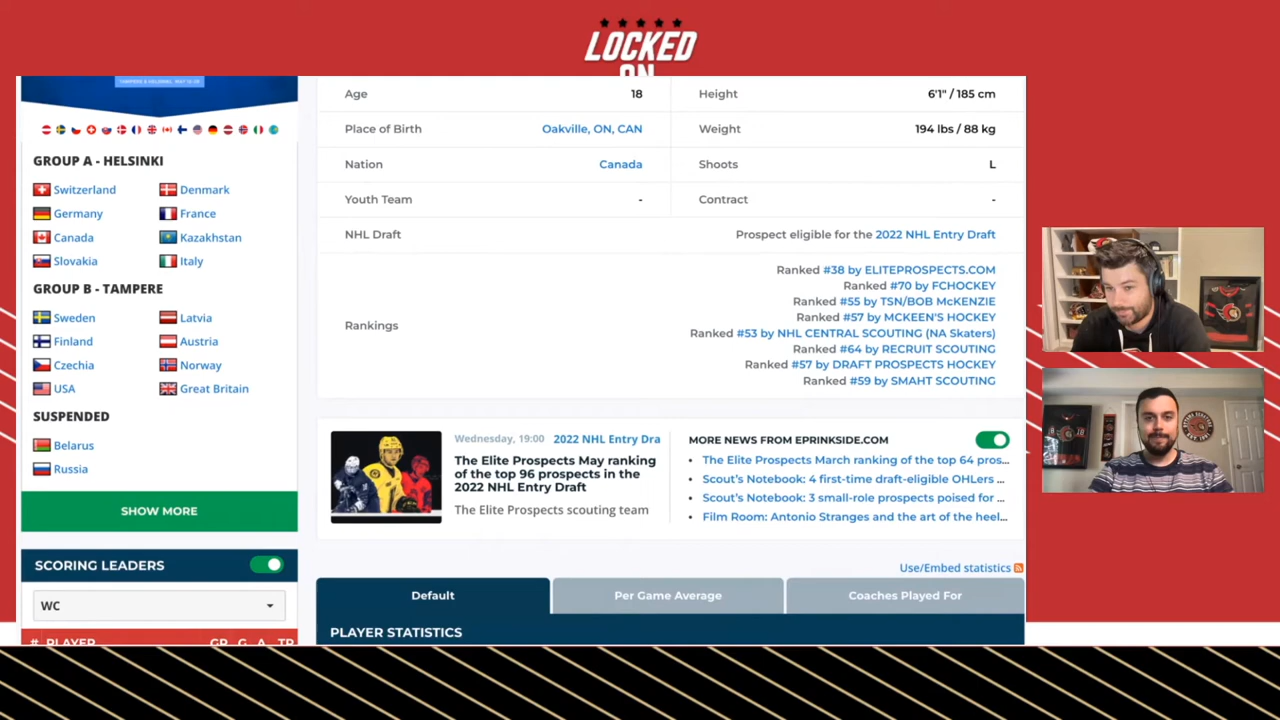 LOCKED
ON
GROUP A - HELSINKI
Switzerland
Denmark
Germany
France
Canada
Kazakhstan
Slovakia
Italy
GROUP B - TAMPERE
Sweden
Latvia
Finland
Austria
Czechia
Norway
USA
Great Britain
SUSPENDED
Belarus
Russia
SHOW MORE
SCORING LEADERS
WC
# PLAYER GP G A TP
Age 18
Height 6'1" / 185 cm
Place of Birth Oakville, ON, CAN
Weight 194 lbs / 88 kg
Nation Canada
Shoots L
Youth Team -
Contract -
NHL Draft Prospect eligible for the 2022 NHL Entry Draft
Rankings
Ranked #38 by ELITEPROSPECTS.COM
Ranked #70 by FCHOCKEY
Ranked #55 by TSN/BOB McKENZIE
Ranked #57 by MCKEEN'S HOCKEY
Ranked #53 by NHL CENTRAL SCOUTING (NA Skaters)
Ranked #64 by RECRUIT SCOUTING
Ranked #57 by DRAFT PROSPECTS HOCKEY
Ranked #59 by SMAHT SCOUTING
Wednesday, 19:00 2022 NHL Entry Dra
The Elite Prospects May ranking
of the top 96 prospects in the
2022 NHL Entry Draft
The Elite Prospects scouting team
MORE NEWS FROM EPRINKSIDE.COM
The Elite Prospects March ranking of the top 64 pros...
Scout's Notebook: 4 first-time draft-eligible OHLers ...
Scout's Notebook: 3 small-role prospects poised for ...
Film Room: Antonio Stranges and the art of the heel...
Use/Embed statistics
Default
Per Game Average
Coaches Played For
PLAYER STATISTICS